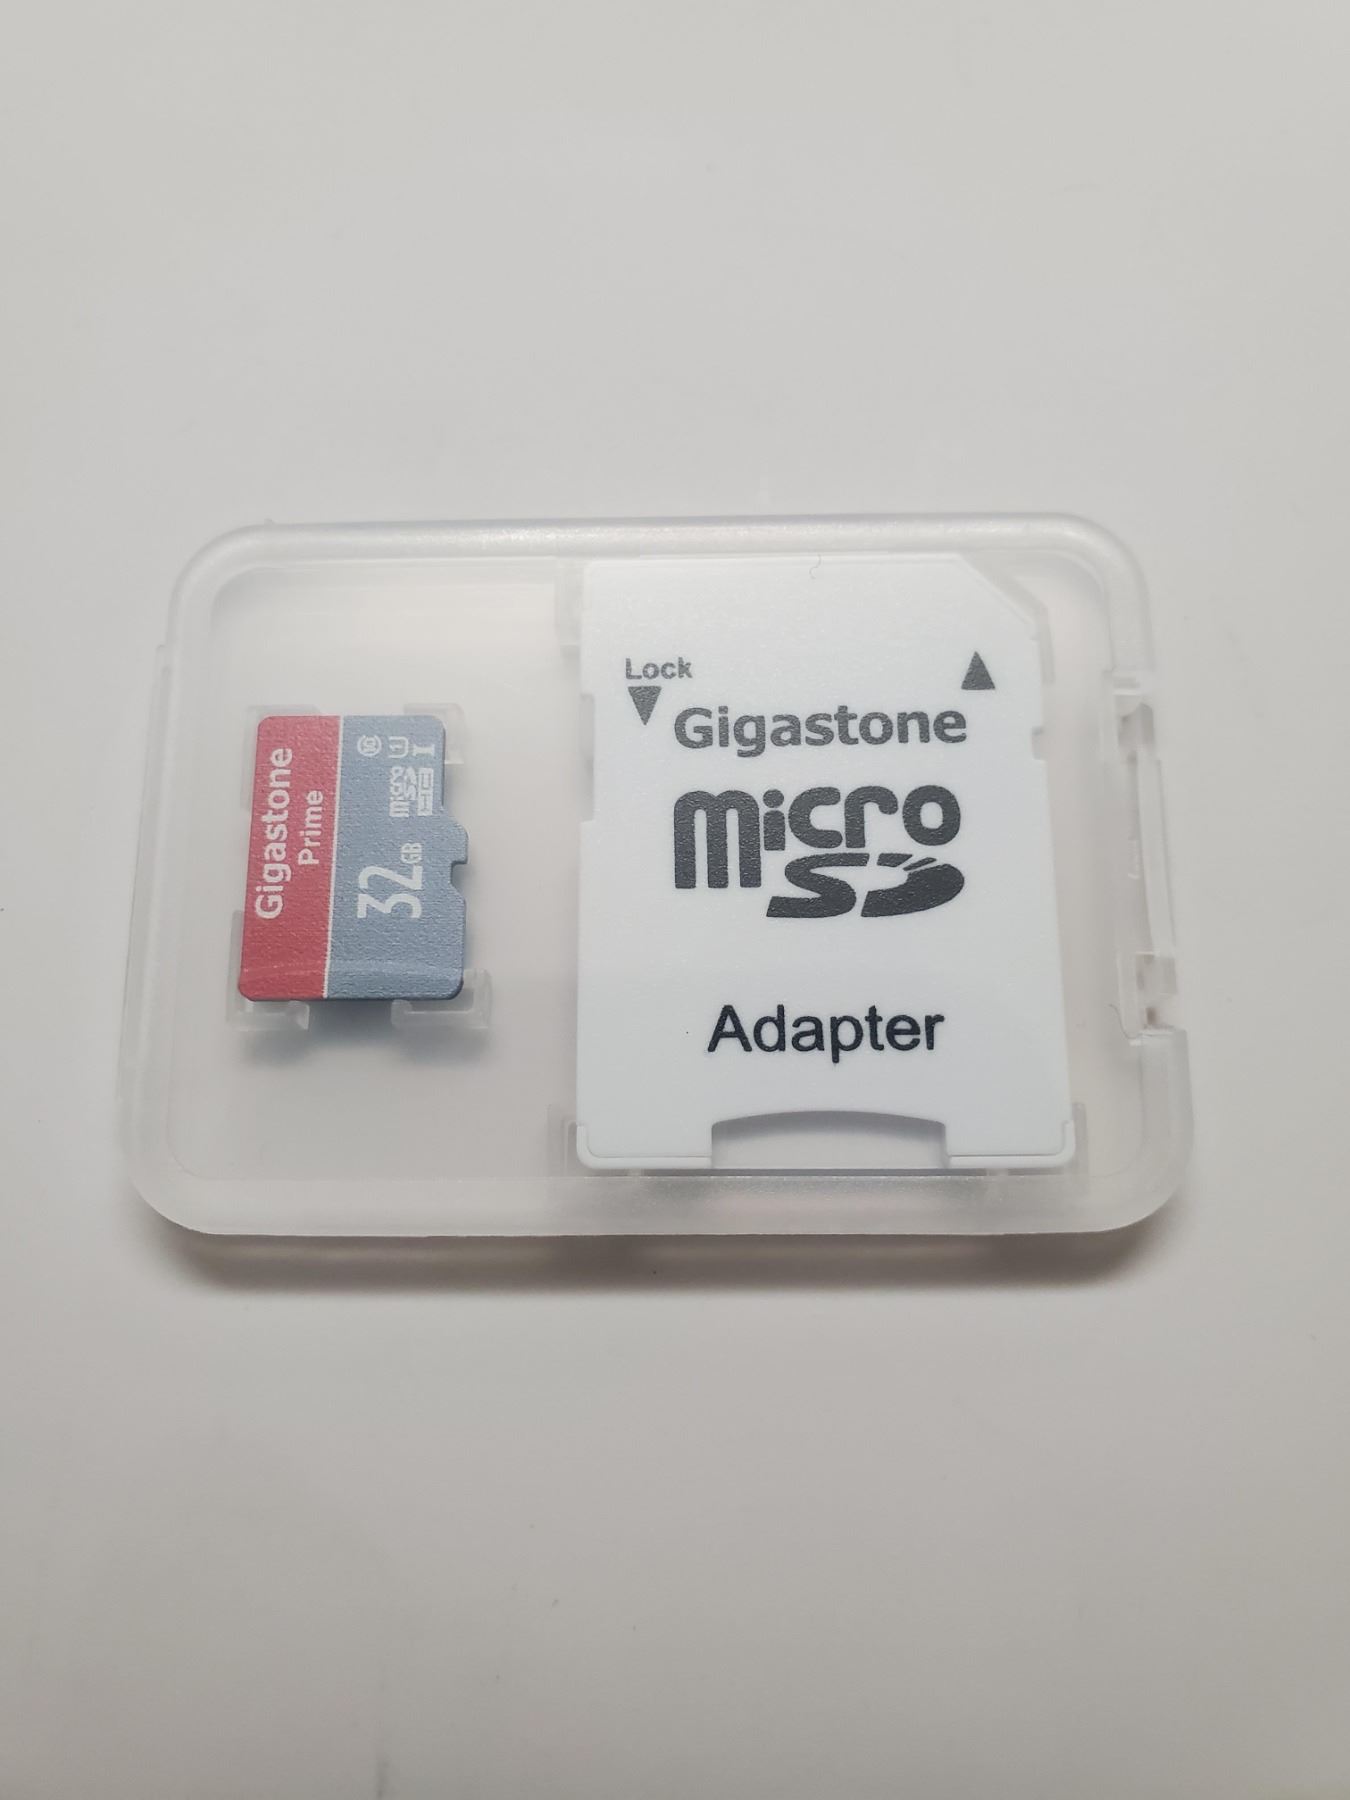 Gigastone
Prime
32GB
micro
SD
HC
10
U1
I
Lock
Gigastone
micro
SD
Adapter